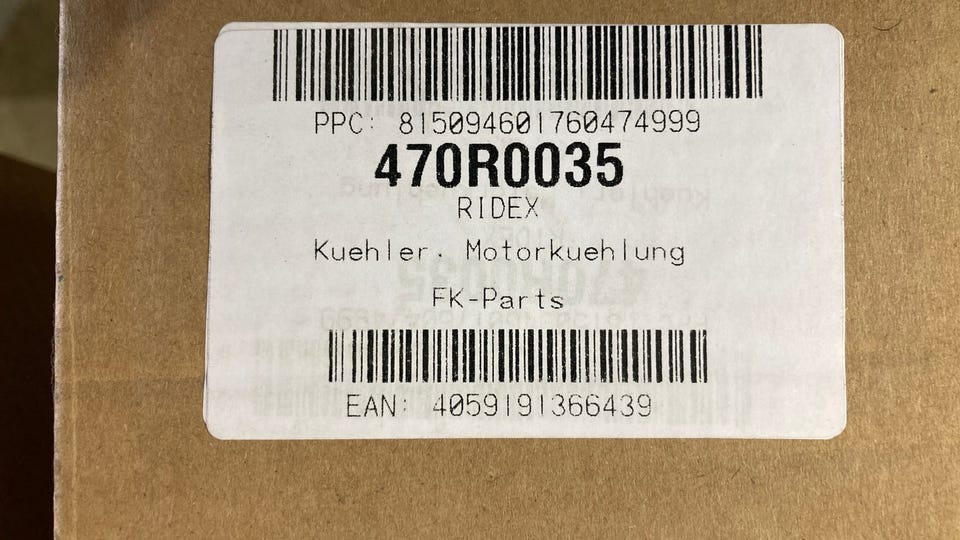 PPC: 815094601760474999
470R0035
RIDEX
Kuehler. Motorkuehlung
FK-Parts
EAN: 4059191366439